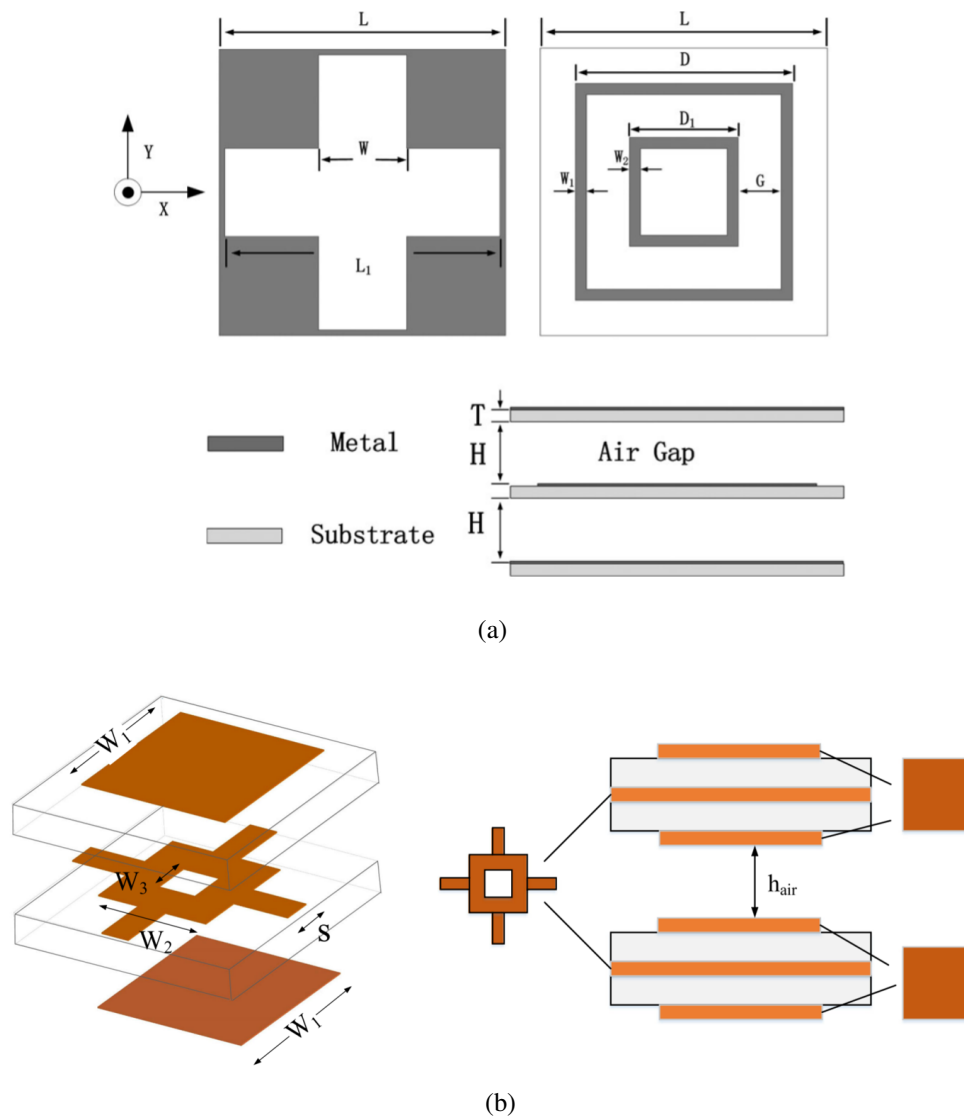 L
L
D
D₁
W
W₂
W₁
G
Y
X
L₁
T
H
Air Gap
Metal
H
Substrate
(a)
W₁
W₃
W₂
S
W₁
hair
(b)